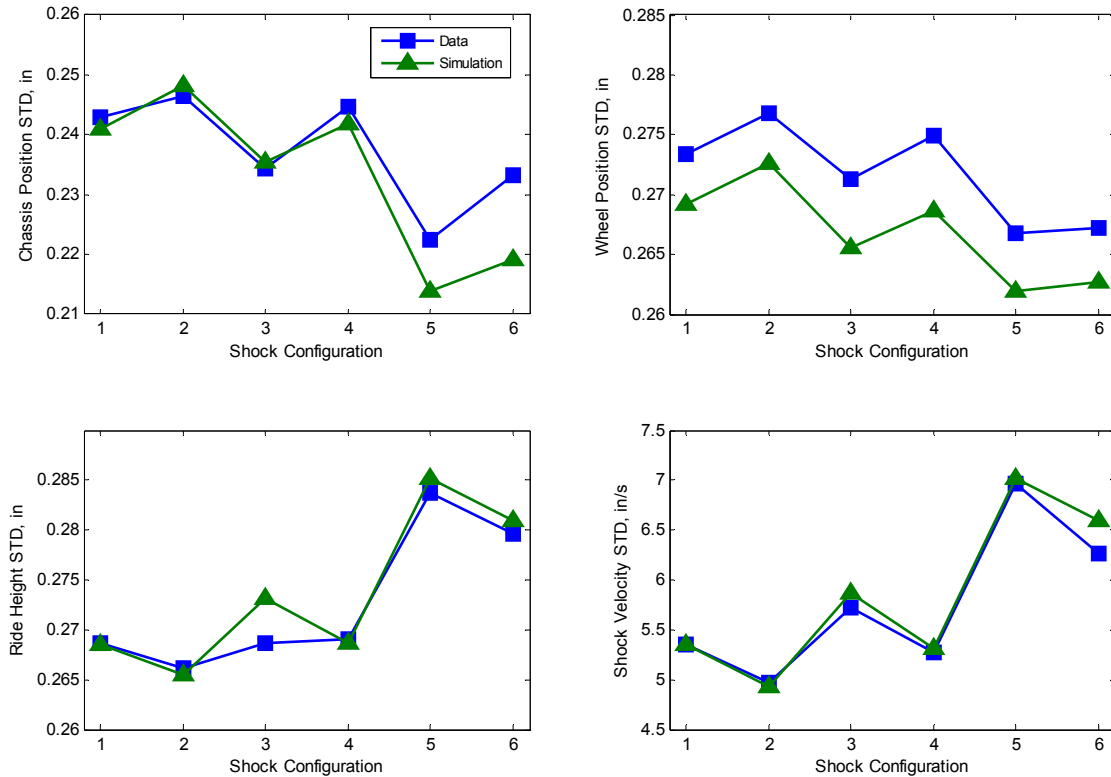 0.26
0.25
0.24
0.23
0.22
0.21
Chassis Position STD, in
1 2 3 4 5 6
Shock Configuration
Data
Simulation
0.285
0.28
0.275
0.27
0.265
0.26
Wheel Position STD, in
1 2 3 4 5 6
Shock Configuration
0.285
0.28
0.275
0.27
0.265
0.26
Ride Height STD, in
1 2 3 4 5 6
Shock Configuration
7.5
7
6.5
6
5.5
5
4.5
Shock Velocity STD, in/s
1 2 3 4 5 6
Shock Configuration